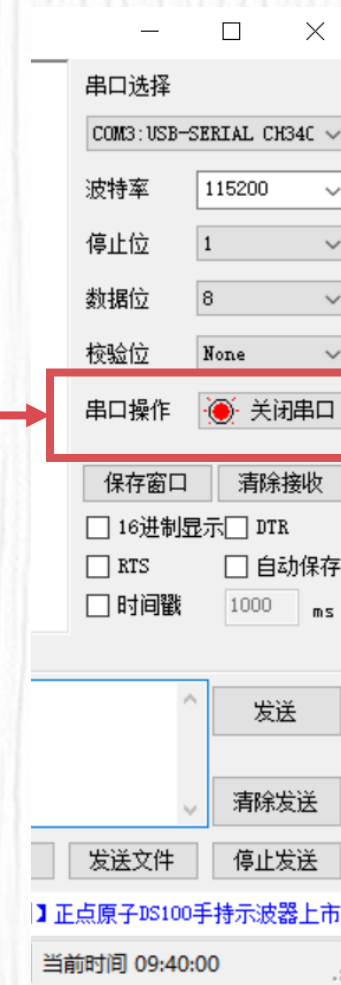 串口选择
COM3:USB-SERIAL CH34C
波特率 115200
停止位 1
数据位 8
校验位 None
串口操作 关闭串口
保存窗口 清除接收
16进制显示 DTR
RTS 自动保存
时间戳 1000 ms
发送
清除发送
发送文件 停止发送
】正点原子DS100手持示波器上市
当前时间 09:40:00